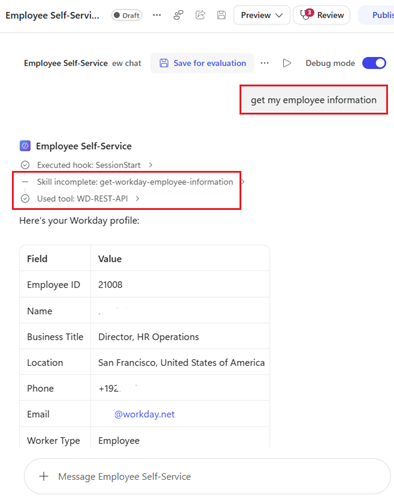 Employee Self-Servi...
Draft
Preview
3
Review
Publis
Employee Self-Service
ew chat
Save for evaluation
Debug mode
get my employee information
Employee Self-Service
Executed hook: SessionStart
Skill incomplete: get-workday-employee-information
Used tool: WD-REST-API
Here's your Workday profile:
Field Value
Employee ID 21008
Name
Business Title Director, HR Operations
Location San Francisco, United States of America
Phone +192
Email @workday.net
Worker Type Employee
Message Employee Self-Service